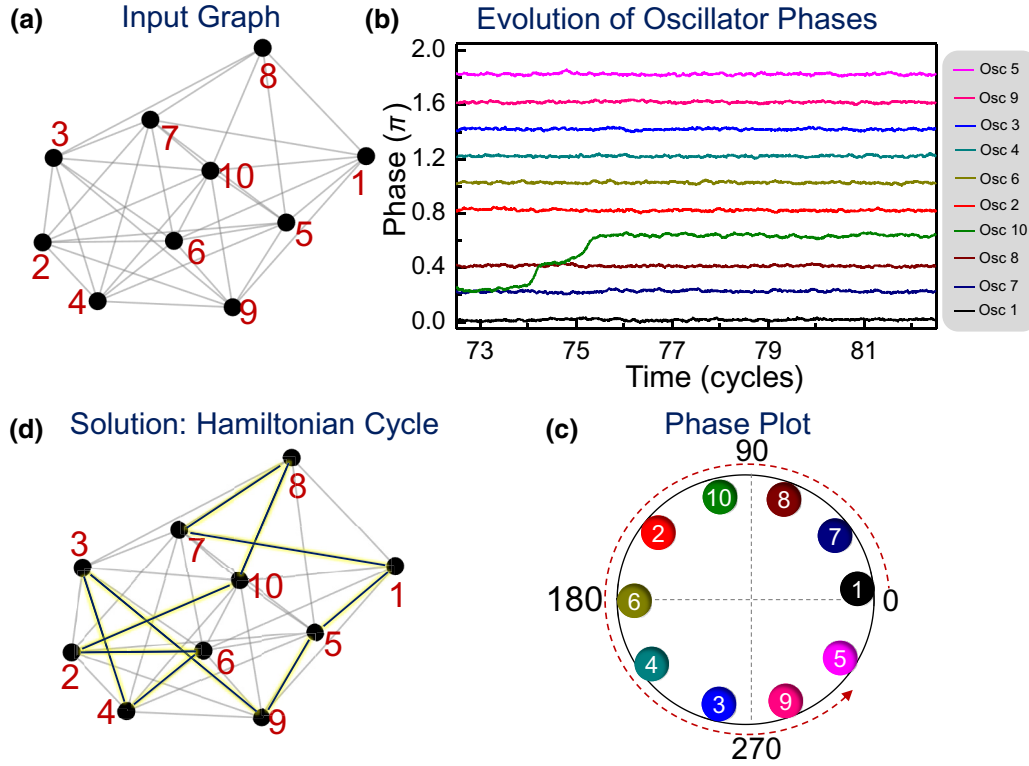 (a) Input Graph
8
3
7
10
1
5
6
2
4
9
(b) Evolution of Oscillator Phases
Phase (π)
2.0
1.6
1.2
0.8
0.4
0.0
73 75 77 79 81
Time (cycles)
Osc 5
Osc 9
Osc 3
Osc 4
Osc 6
Osc 2
Osc 10
Osc 8
Osc 7
Osc 1
(d) Solution: Hamiltonian Cycle
8
3
7
10
1
5
6
2
4
9
(c) Phase Plot
90
10 8
2 7
180 6 1 0
4 5
3 9
270